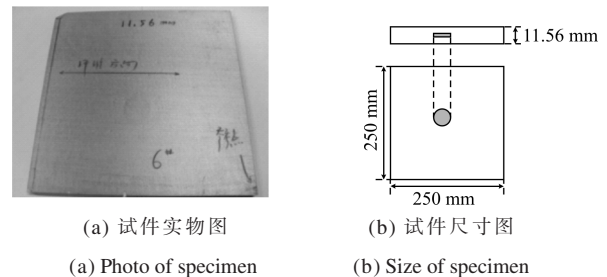 11.56 mm
6#
11.56 mm
250 mm
250 mm
(a) 试件实物图
(b) 试件尺寸图
(a) Photo of specimen
(b) Size of specimen